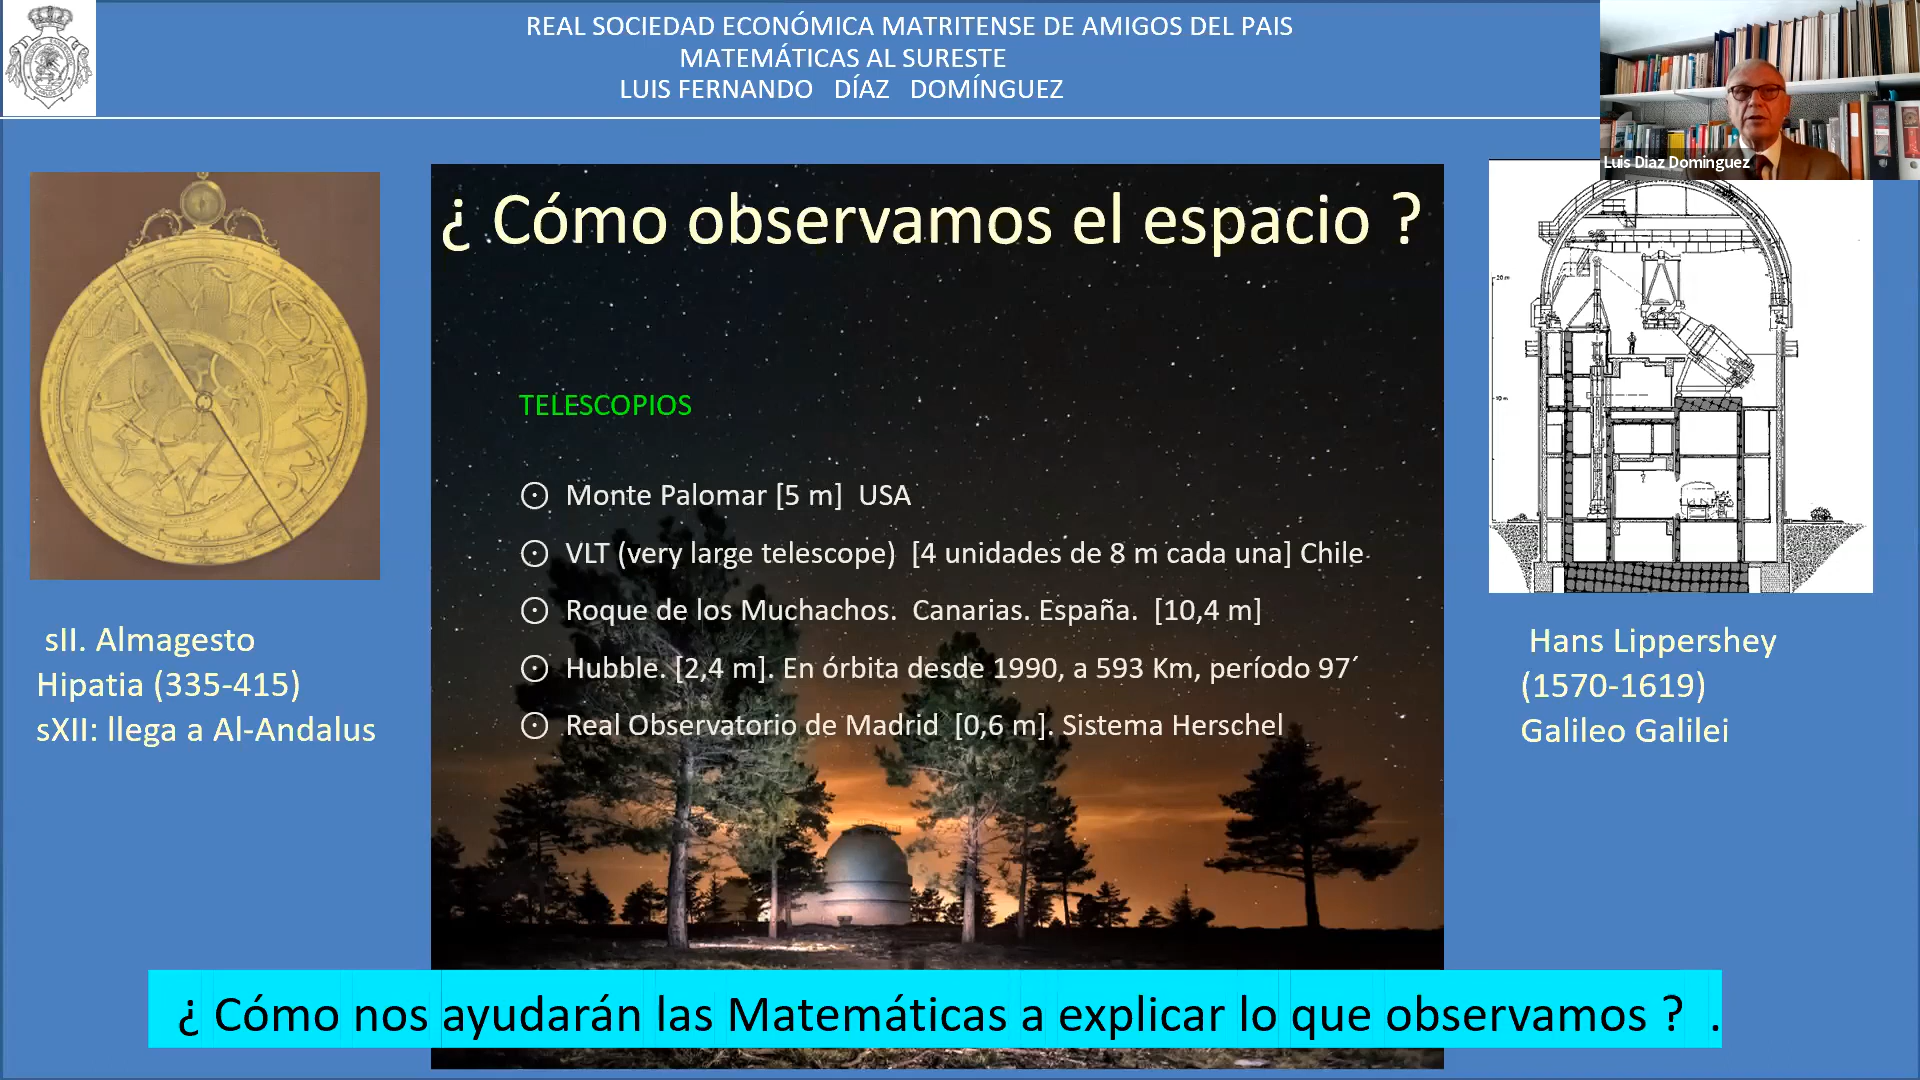 REAL SOCIEDAD ECONÓMICA MATRITENSE DE AMIGOS DEL PAIS
MATEMÁTICAS AL SURESTE
LUIS FERNANDO DÍAZ DOMÍNGUEZ
Luis Diaz Dominguez
¿ Cómo observamos el espacio ?
TELESCOPIOS
Monte Palomar [5 m] USA
VLT (very large telescope) [4 unidades de 8 m cada una] Chile
Roque de los Muchachos. Canarias. España. [10,4 m]
Hubble. [2,4 m]. En órbita desde 1990, a 593 Km, período 97´
Real Observatorio de Madrid [0,6 m]. Sistema Herschel
sII. Almagesto
Hipatia (335-415)
sXII: llega a Al-Andalus
20 m
10 m
Hans Lippershey
(1570-1619)
Galileo Galilei
¿ Cómo nos ayudarán las Matemáticas a explicar lo que observamos ? .